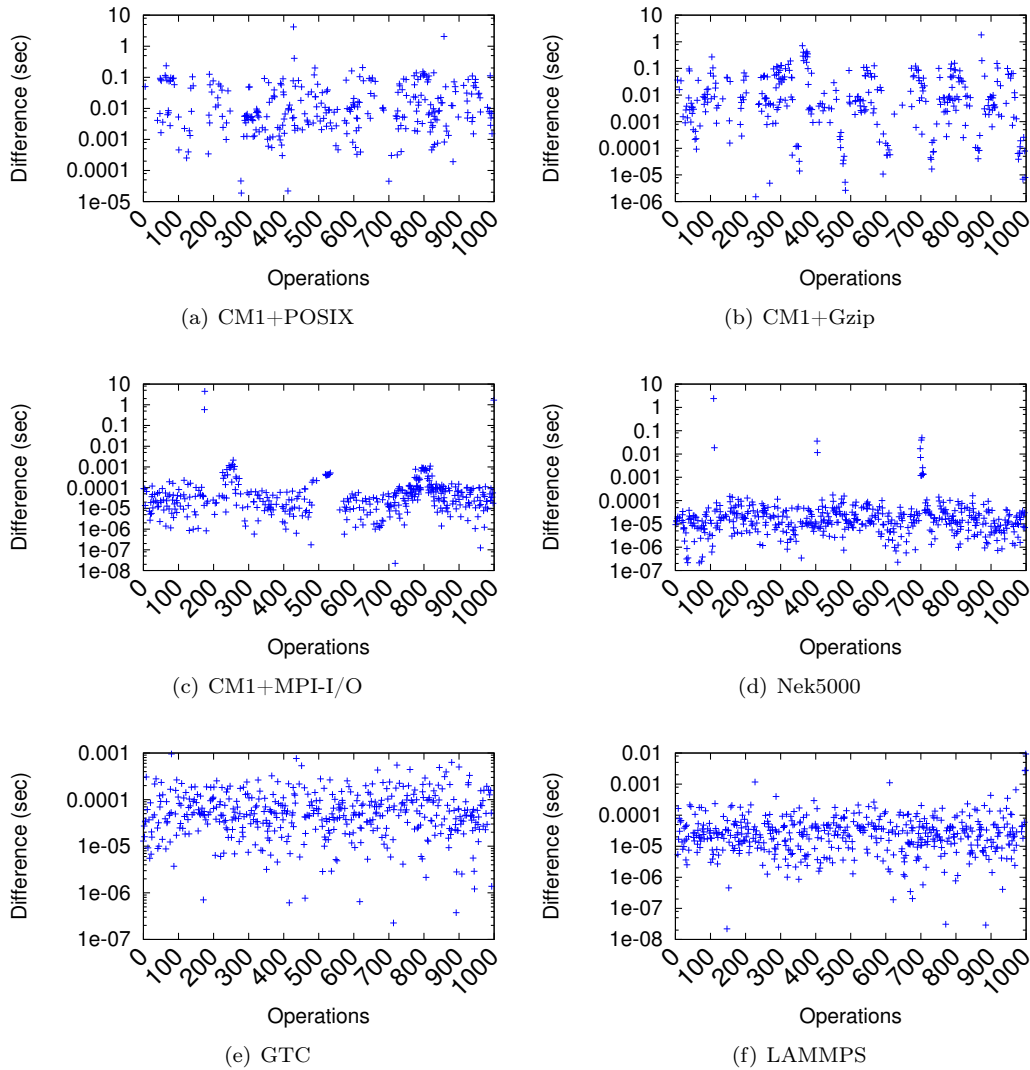 Difference (sec)
10
1
0.1
0.01
0.001
0.0001
1e-05
0
100
200
300
400
500
600
700
800
900
1000
Operations
(a) CM1+POSIX
Difference (sec)
10
1
0.1
0.01
0.001
0.0001
1e-05
1e-06
0
100
200
300
400
500
600
700
800
900
1000
Operations
(b) CM1+Gzip
Difference (sec)
10
1
0.1
0.01
0.001
0.0001
1e-05
1e-06
1e-07
1e-08
0
100
200
300
400
500
600
700
800
900
1000
Operations
(c) CM1+MPI-I/O
Difference (sec)
10
1
0.1
0.01
0.001
0.0001
1e-05
1e-06
1e-07
0
100
200
300
400
500
600
700
800
900
1000
Operations
(d) Nek5000
Difference (sec)
0.001
0.0001
1e-05
1e-06
1e-07
0
100
200
300
400
500
600
700
800
900
1000
Operations
(e) GTC
Difference (sec)
0.01
0.001
0.0001
1e-05
1e-06
1e-07
1e-08
0
100
200
300
400
500
600
700
800
900
1000
Operations
(f) LAMMPS